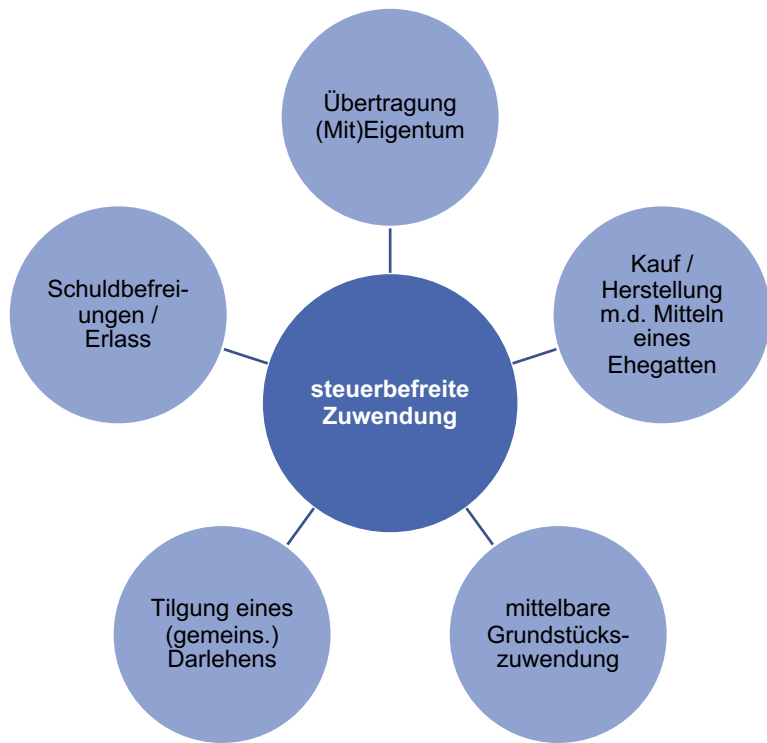 Übertragung
(Mit)Eigentum
Kauf /
Herstellung
m.d. Mitteln
eines
Ehegatten
mittelbare
Grundstücks-
zuwendung
Tilgung eines
(gemeins.)
Darlehens
Schuldbefrei-
ungen /
Erlass
steuerbefreite
Zuwendung